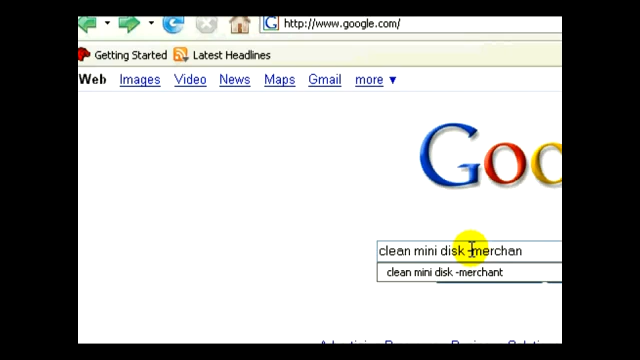 http://www.google.com/
Getting Started Latest Headlines
Web Images Video News Maps Gmail more ▼
Goo
clean mini disk -merchan
clean mini disk -merchant